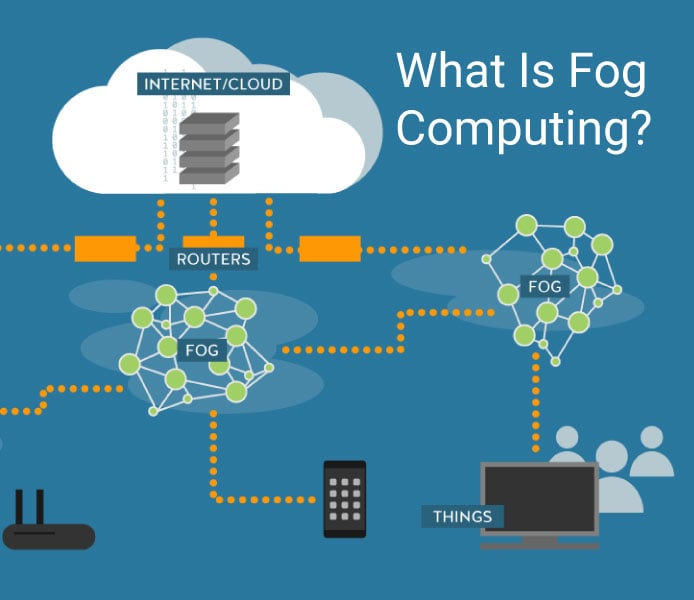 What Is Fog
Computing?
INTERNET/CLOUD
ROUTERS
FOG
FOG
THINGS